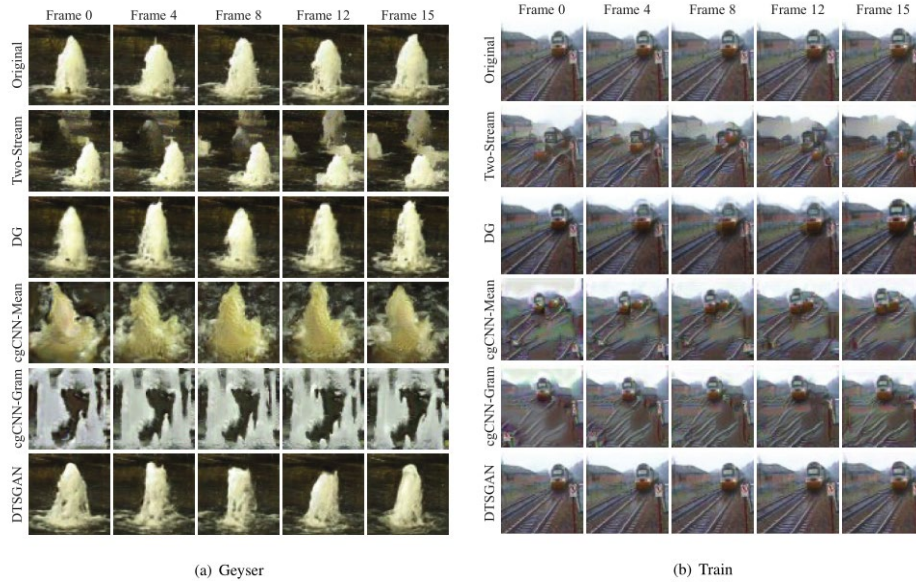 Frame 0 Frame 4 Frame 8 Frame 12 Frame 15
Original
Two-Stream
DG
cgCNN-Mean
cgCNN-Gram
DTSGAN
(a) Geyser
Frame 0 Frame 4 Frame 8 Frame 12 Frame 15
Original
Two-Stream
DG
cgCNN-Mean
cgCNN-Gram
DTSGAN
(b) Train